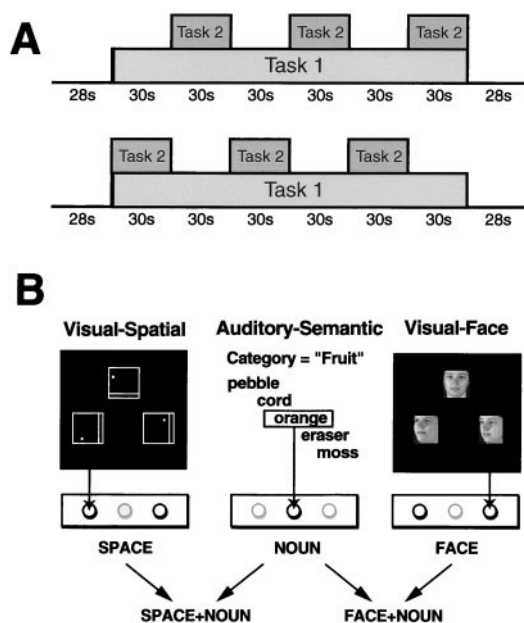 A
Task 2 Task 2 Task 2
Task 1
28s 30s 30s 30s 30s 30s 30s 28s
Task 2 Task 2 Task 2
Task 1
28s 30s 30s 30s 30s 30s 30s 28s
B
Visual-Spatial Auditory-Semantic Visual-Face
Category = "Fruit"
pebble
cord
orange
eraser
moss
SPACE NOUN FACE
SPACE+NOUN FACE+NOUN